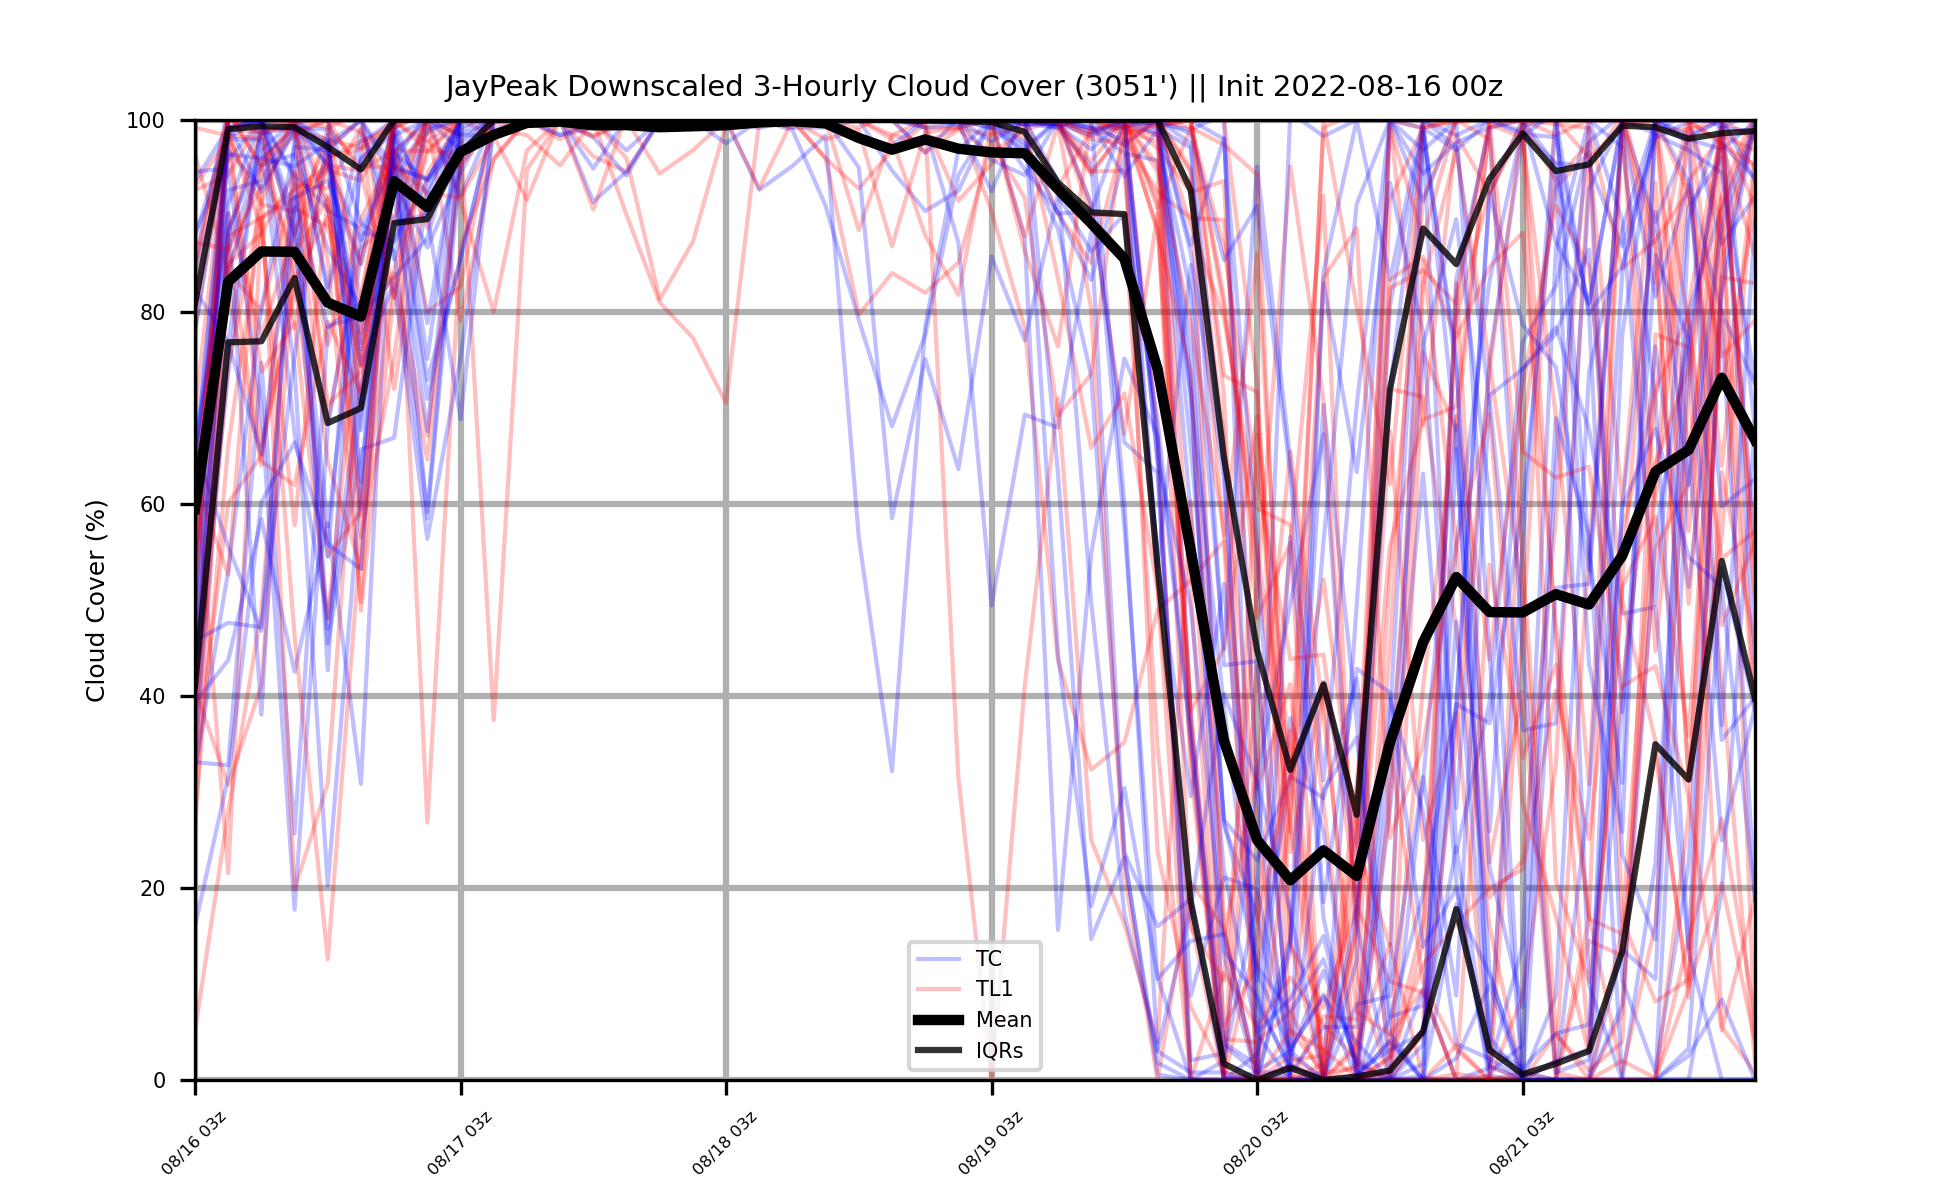 JayPeak Downscaled 3-Hourly Cloud Cover (3051') || Init 2022-08-16 00z
Cloud Cover (%)
100
80
60
40
20
0
TC
TL1
Mean
IQRs
08/16 03z
08/17 03z
08/18 03z
08/19 03z
08/20 03z
08/21 03z